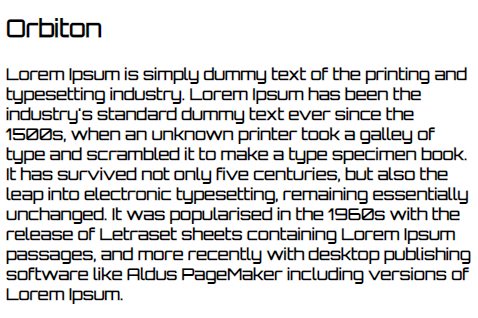 Orbiton
Lorem Ipsum is simply dummy text of the printing and
typesetting industry. Lorem Ipsum has been the
industry's standard dummy text ever since the
1500s, when an unknown printer took a galley of
type and scrambled it to make a type specimen book.
It has survived not only five centuries, but also the
leap into electronic typesetting, remaining essentially
unchanged. It was popularised in the 1960s with the
release of Letraset sheets containing Lorem Ipsum
passages, and more recently with desktop publishing
software like Aldus PageMaker including versions of
Lorem Ipsum.